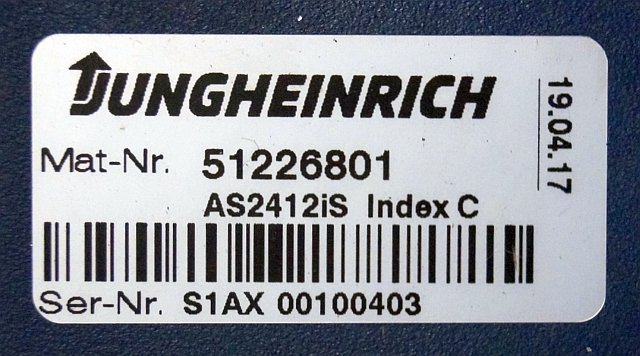 JUNGHEINRICH
Mat-Nr. 51226801
AS2412iS Index C
Ser-Nr. S1AX 00100403
19.04.17